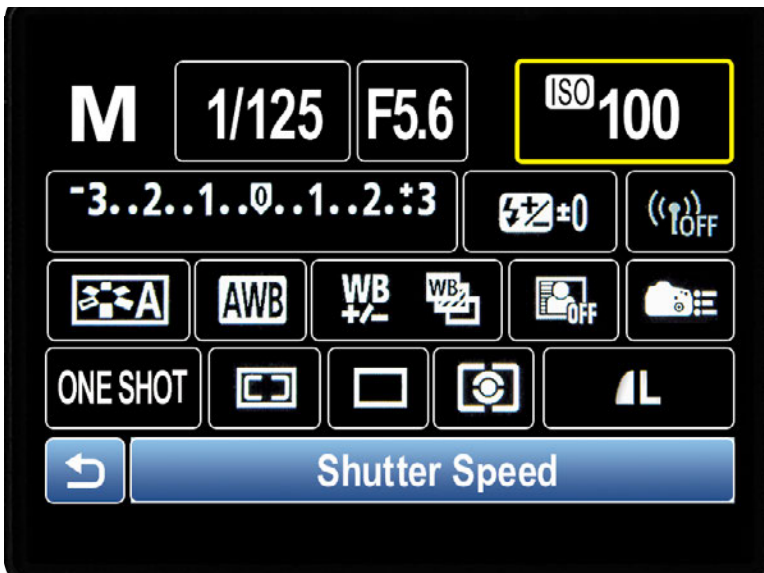 M 1/125 F5.6 ISO 100
-3..2..1..0..1..2.+3 ±0 OFF
A AWB WB +/- WB OFF
ONE SHOT L
Shutter Speed